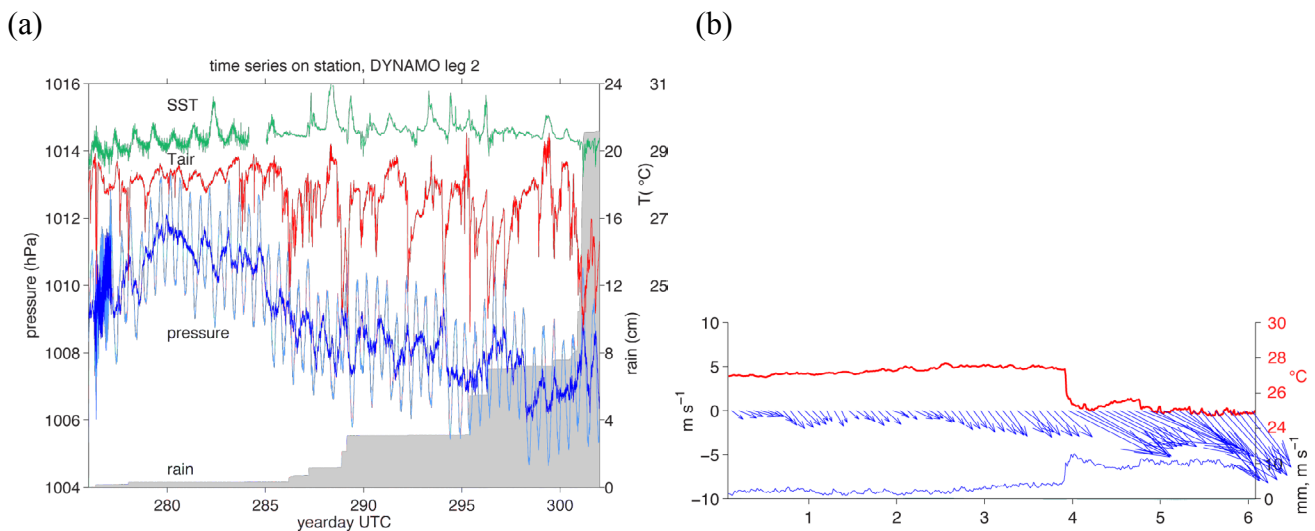 (a)
(b)
time series on station, DYNAMO leg 2
1016
1014
1012
1010
1008
1006
1004
pressure (hPa)
SST
Tair
pressure
rain
280
285
290
295
300
yearday UTC
24
20
16
12
8
4
0
rain (cm)
31
29
27
25
T( °C)
10
5
0
−5
−10
m s⁻¹
1
2
3
4
5
6
30
28
26
24
°C
10
0
mm, m s⁻¹